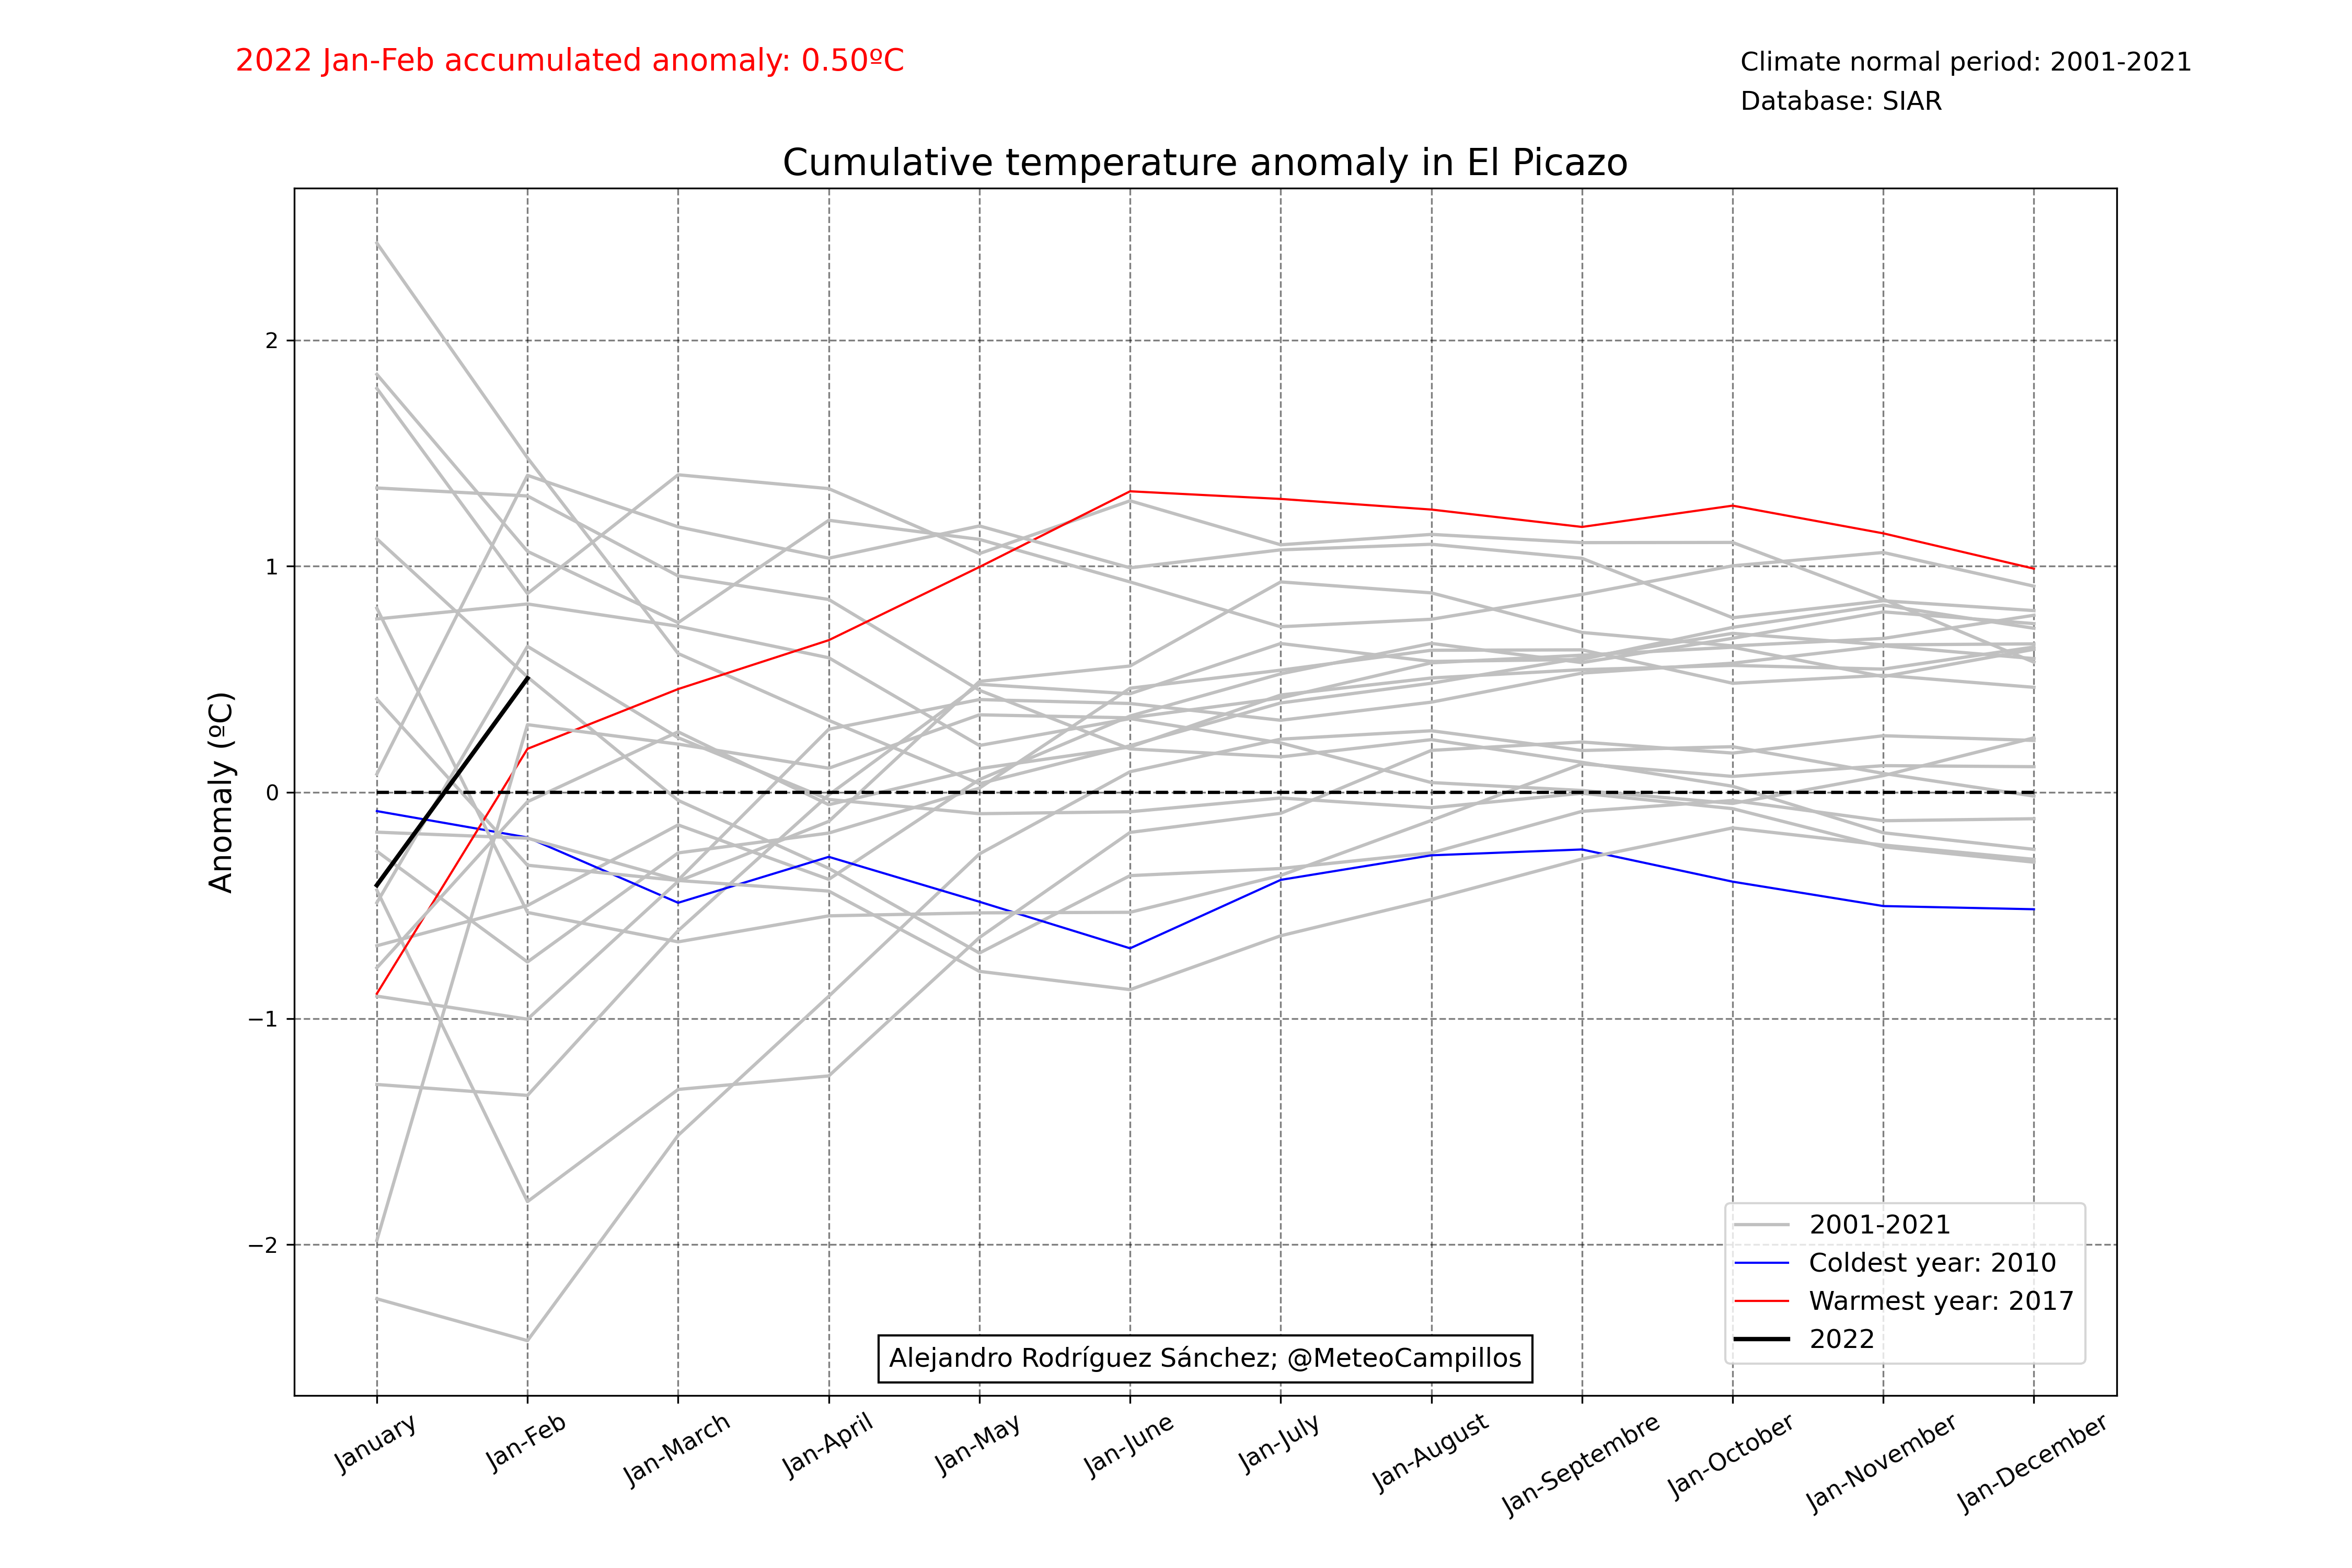 2022 Jan-Feb accumulated anomaly: 0.50ºC
Climate normal period: 2001-2021
Database: SIAR
Cumulative temperature anomaly in El Picazo
Anomaly (ºC)
2
1
0
−1
−2
2001-2021
Coldest year: 2010
Warmest year: 2017
2022
Alejandro Rodríguez Sánchez; @MeteoCampillos
January
Jan-Feb
Jan-March
Jan-April
Jan-May
Jan-June
Jan-July
Jan-August
Jan-Septembre
Jan-October
Jan-November
Jan-December